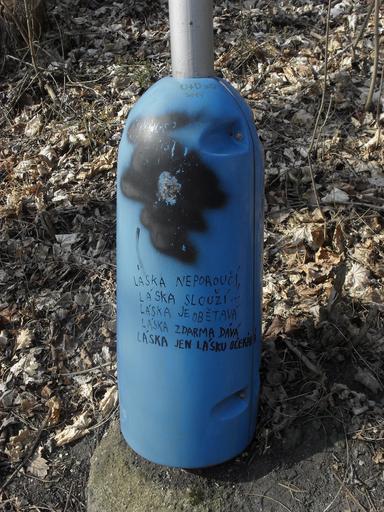 LÁSKA NEPOROUČÍ,
LÁSKA SLOUŽÍ
LÁSKA JE OBĚTAVÁ
LÁSKA ZDARMA DÁVÁ
LÁSKA JEN LÁSKU OČEKÁVÁ